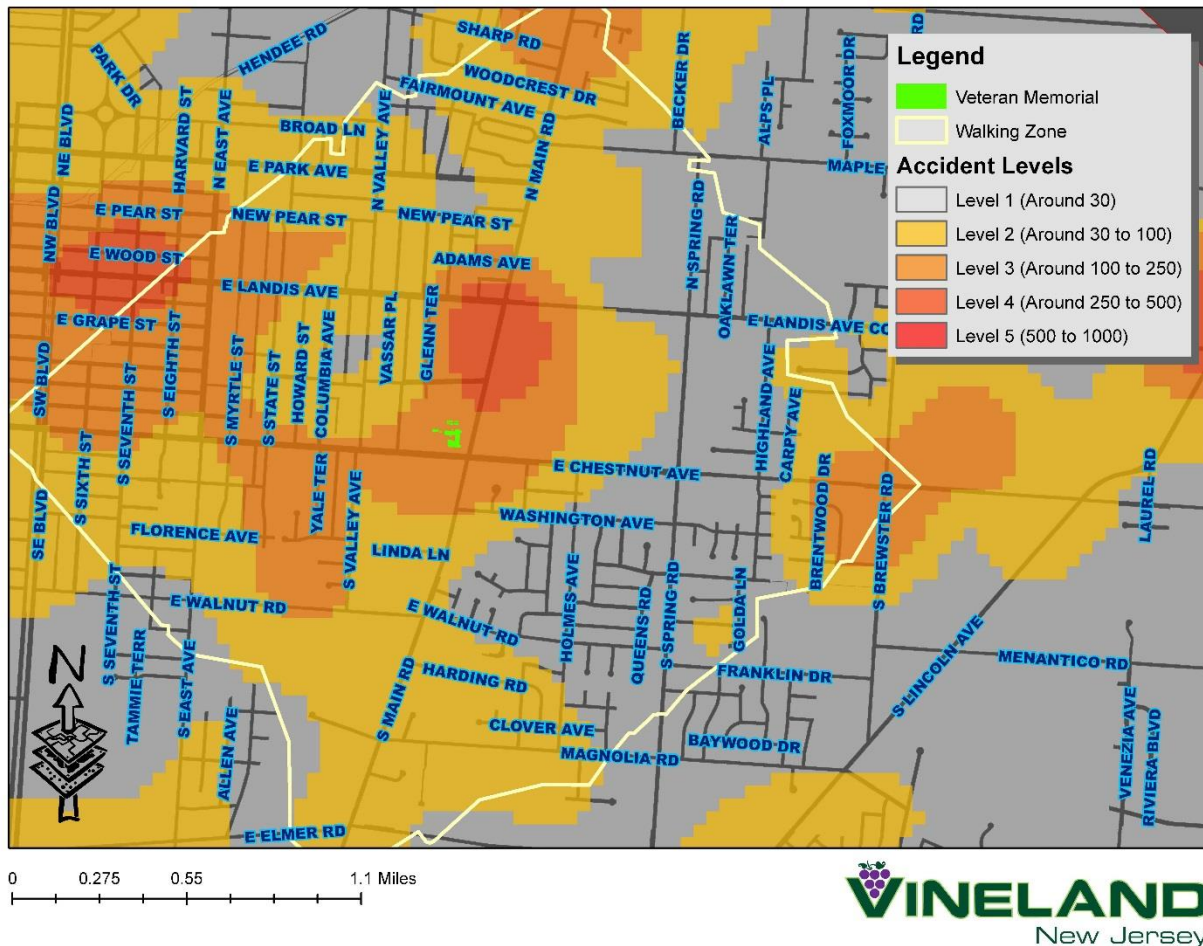 SHARP RD
HENDEE RD
PARK DR
WOODCREST DR
FAIRMOUNT AVE
BECKER DR
ALPS PL
FOXMOOR DR
RD
NE BLVD
HARVARD ST
N EAST AVE
BROAD LN
N VALLEY AVE
N MAIN RD
E PARK AVE
MAPLE
NW BLVD
E PEAR ST
NEW PEAR ST
NEW PEAR ST
N SPRING RD
OAKLAWN TER
E WOOD ST
ADAMS AVE
E LANDIS AVE
E GRAPE ST
E LANDIS AVE CO
SW BLVD
S SEVENTH ST
S EIGHTH ST
S MYRTLE ST
S STATE ST
HOWARD ST
COLUMBIA AVE
VASSAR PL
GLENN TER
HIGHLAND AVE
CARPY AVE
SE BLVD
S SIXTH ST
YALE TER
S VALLEY AVE
E CHESTNUT AVE
BRENTWOOD DR
S BREWSTER RD
LAUREL RD
WASHINGTON AVE
FLORENCE AVE
LINDA LN
S SEVENTH ST
E WALNUT RD
E WALNUT RD
HOLMES AVE
QUEENS RD
S SPRING RD
GOLDA LN
TAMMIE TERR
S EAST AVE
HARDING RD
FRANKLIN DR
S LINCOLN AVE
MENANTICO RD
ALLEN AVE
S MAIN RD
CLOVER AVE
MAGNOLIA RD
BAYWOOD DR
VENEZIA AVE
RIVIERA BLVD
E ELMER RD
N
Legend
Veteran Memorial
Walking Zone
Accident Levels
Level 1 (Around 30)
Level 2 (Around 30 to 100)
Level 3 (Around 100 to 250)
Level 4 (Around 250 to 500)
Level 5 (500 to 1000)
0 0.275 0.55 1.1 Miles
VINELAND
New Jersey